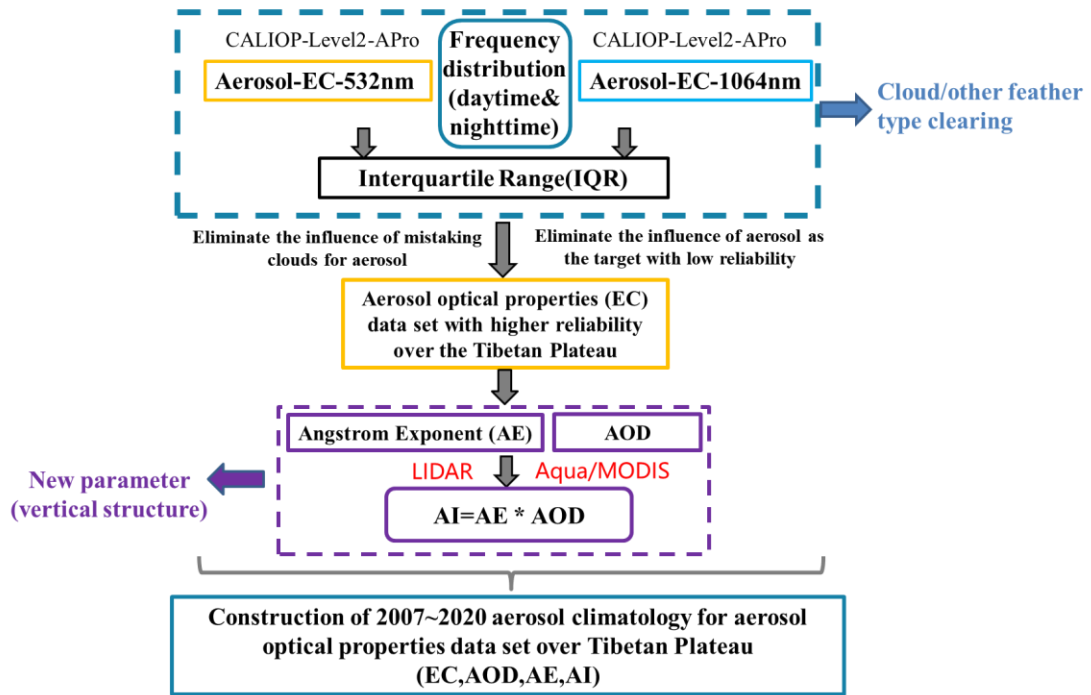 CALIOP-Level2-APro
Aerosol-EC-532nm
Frequency
distribution
(daytime&
nighttime)
CALIOP-Level2-APro
Aerosol-EC-1064nm
Cloud/other feather
type clearing
Interquartile Range(IQR)
Eliminate the influence of mistaking
clouds for aerosol
Eliminate the influence of aerosol as
the target with low reliability
Aerosol optical properties (EC)
data set with higher reliability
over the Tibetan Plateau
Angstrom Exponent (AE)
AOD
LIDAR
Aqua/MODIS
New parameter
(vertical structure)
AI=AE * AOD
Construction of 2007~2020 aerosol climatology for aerosol
optical properties data set over Tibetan Plateau
(EC,AOD,AE,AI)